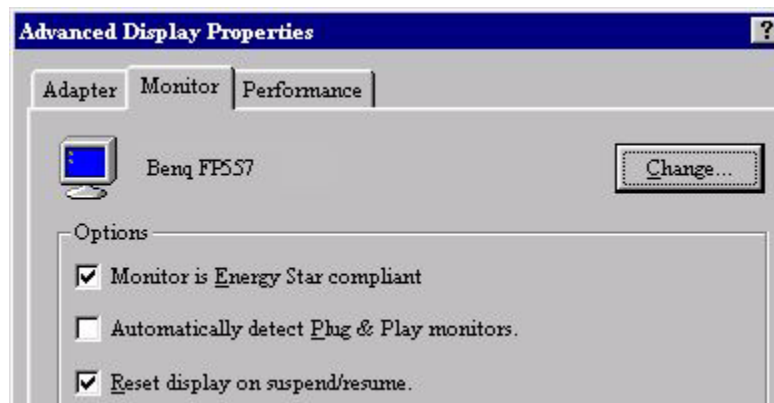 Advanced Display Properties ?
Adapter Monitor Performance
Benq FP557 Change...
Options
Monitor is Energy Star compliant
Automatically detect Plug & Play monitors.
Reset display on suspend/resume.